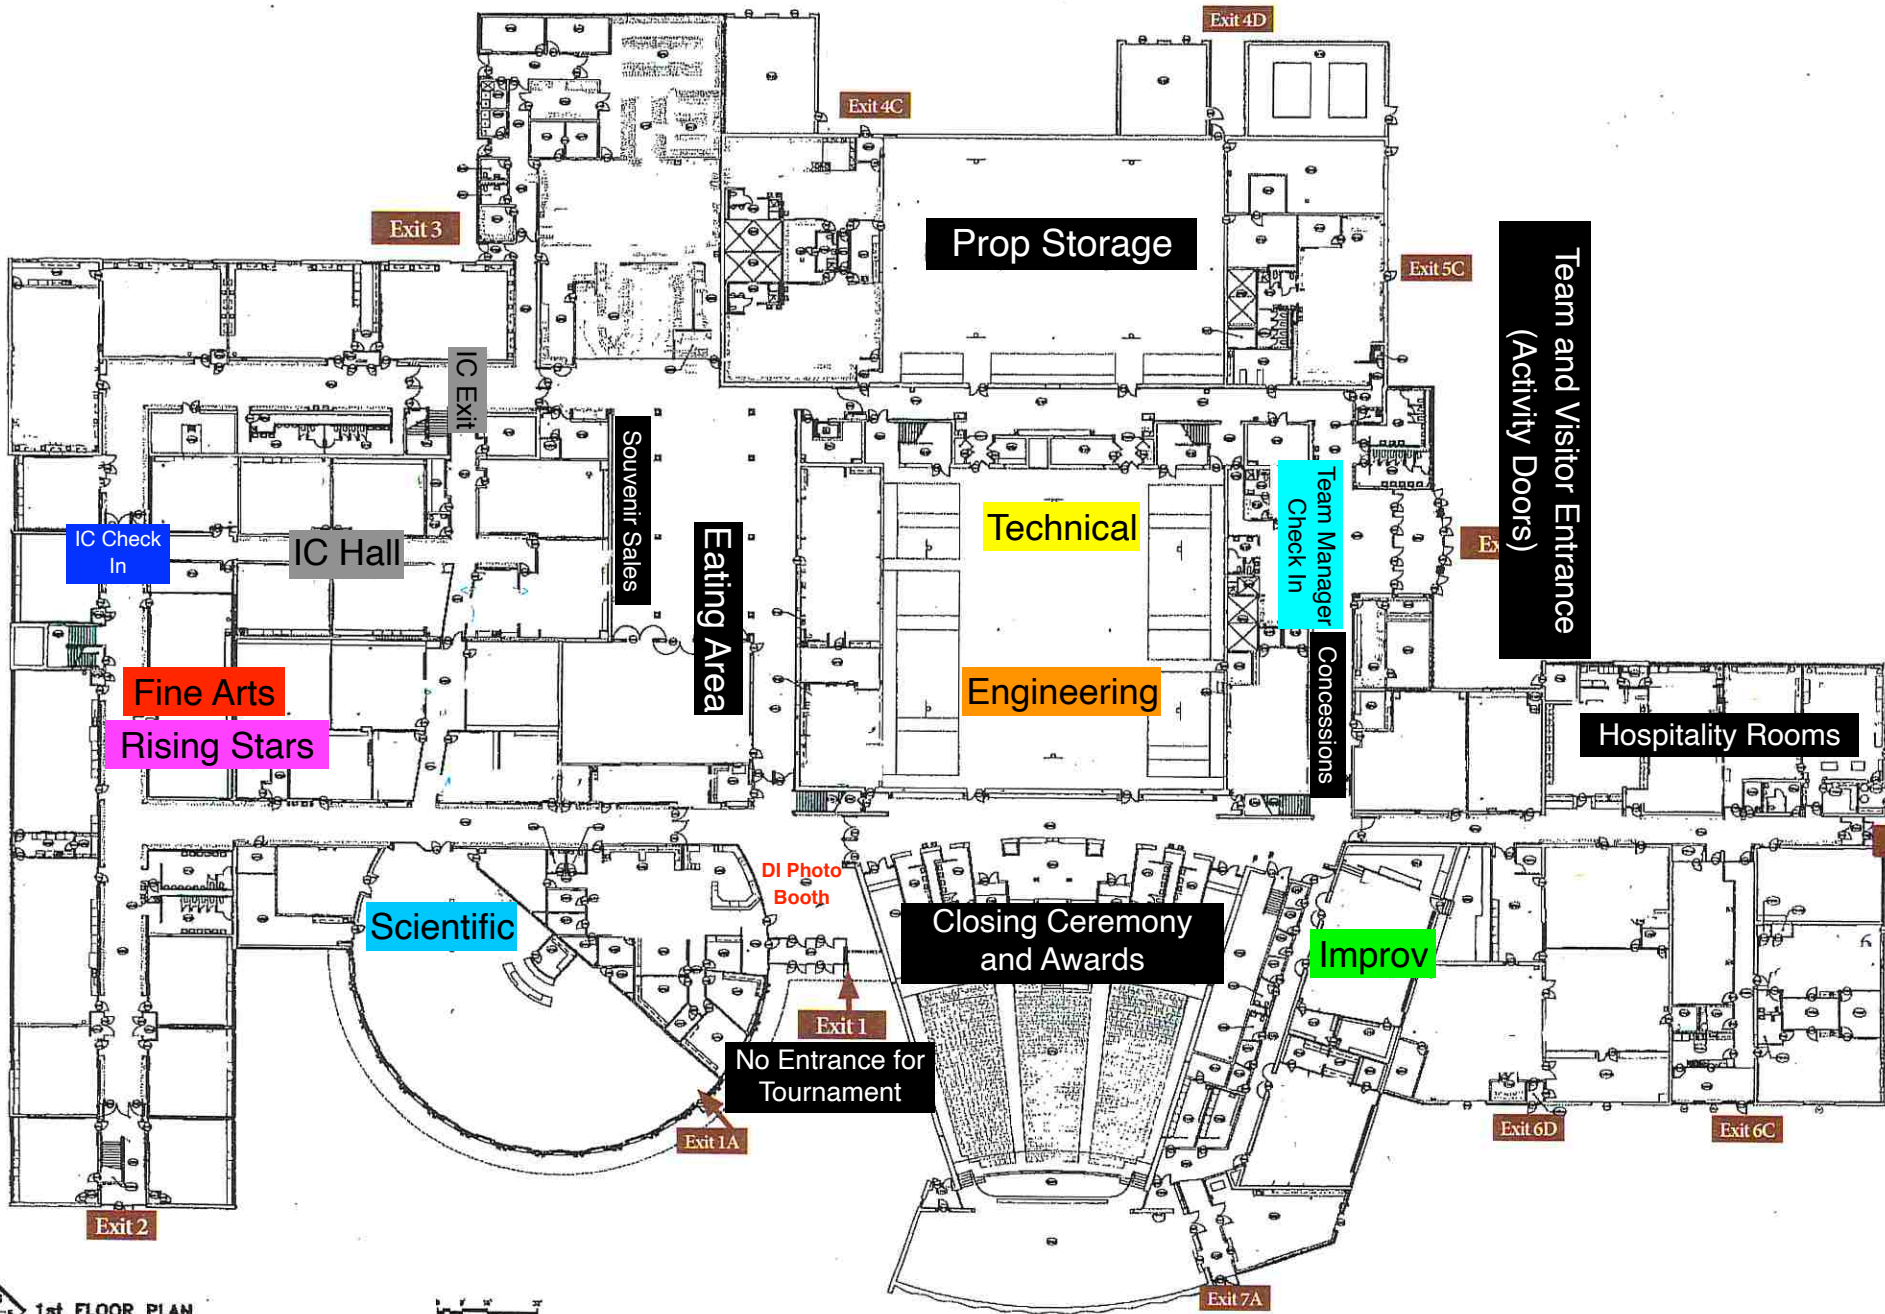 Exit 4D
Exit 4C
Exit 3
Prop Storage
Exit 5C
Team and Visitor Entrance
(Activity Doors)
IC Exit
Souvenir Sales
Technical
Team Manager
Check In
IC Check
In
IC Hall
Eating Area
Fine Arts
Rising Stars
Engineering
Concessions
Hospitality Rooms
DI Photo
Booth
Scientific
Closing Ceremony
and Awards
Improv
Exit 1
No Entrance for
Tournament
Exit 1A
Exit 6D
Exit 6C
Exit 2
Exit 7A
1st FLOOR PLAN